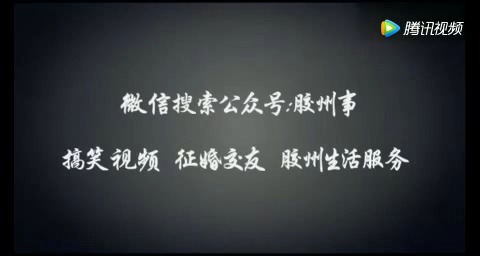 腾讯视频
微信搜索公众号:胶州事
搞笑视频 征婚交友 胶州生活服务